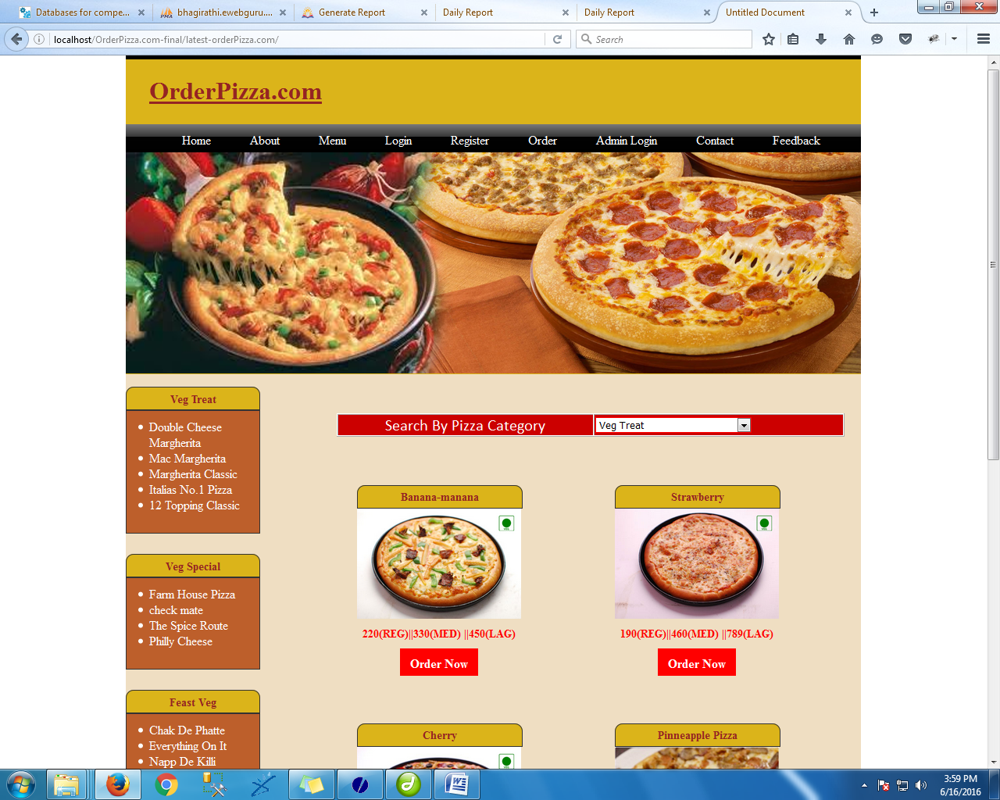 Databases for compe...
bhagirathi.ewebguru....
Generate Report
Daily Report
Daily Report
Untitled Document
localhost/OrderPizza.com-final/latest-orderPizza.com/
Search
OrderPizza.com
Home About Menu Login Register Order Admin Login Contact Feedback
Veg Treat
Double Cheese
Margherita
Mac Margherita
Margherita Classic
Italias No.1 Pizza
12 Topping Classic
Veg Special
Farm House Pizza
check mate
The Spice Route
Philly Cheese
Feast Veg
Chak De Phatte
Everything On It
Napp De Killi
Search By Pizza Category Veg Treat
Banana-manana
220(REG)||330(MED) ||450(LAG)
Order Now
Strawberry
190(REG)||460(MED) ||789(LAG)
Order Now
Cherry
Pinneapple Pizza
3:59 PM
6/16/2016